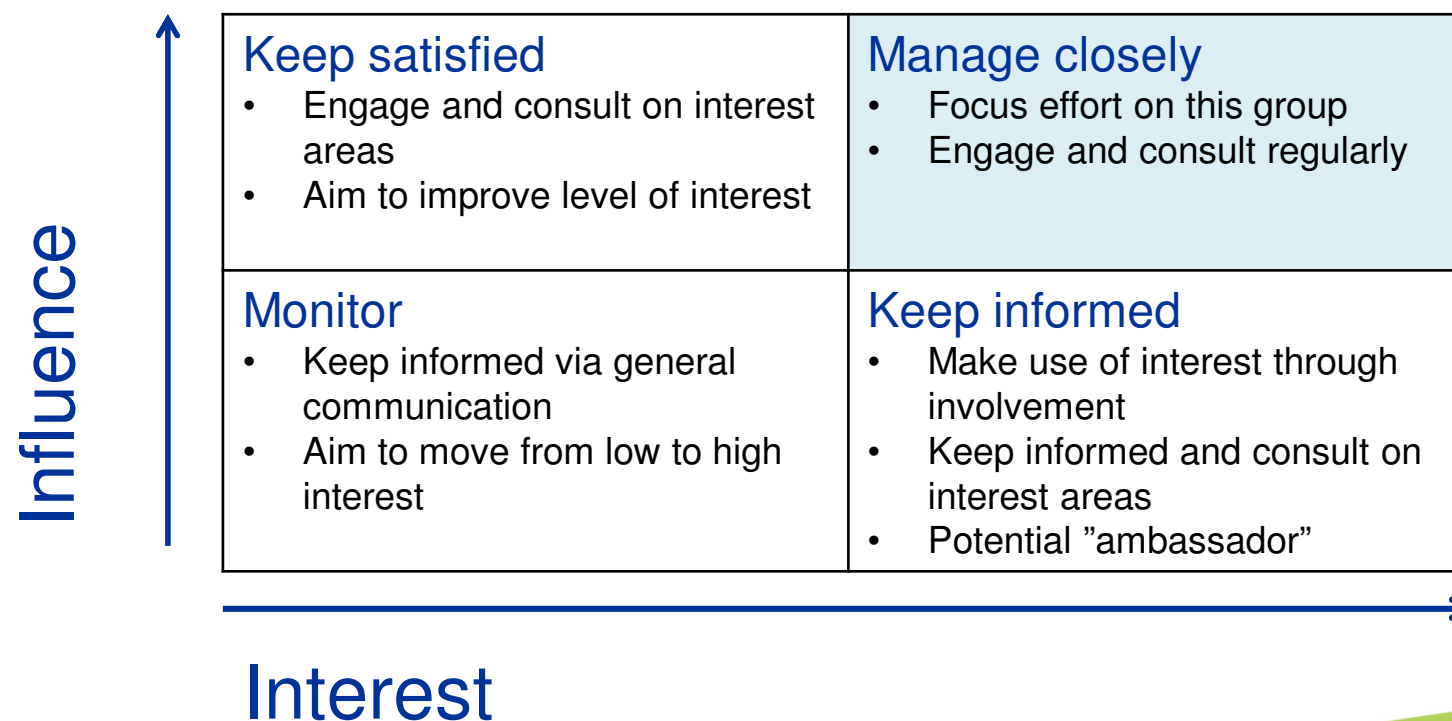 Influence
Keep satisfied
• Engage and consult on interest
areas
• Aim to improve level of interest
Manage closely
• Focus effort on this group
• Engage and consult regularly
Monitor
• Keep informed via general
communication
• Aim to move from low to high
interest
Keep informed
• Make use of interest through
involvement
• Keep informed and consult on
interest areas
• Potential ”ambassador”
Interest